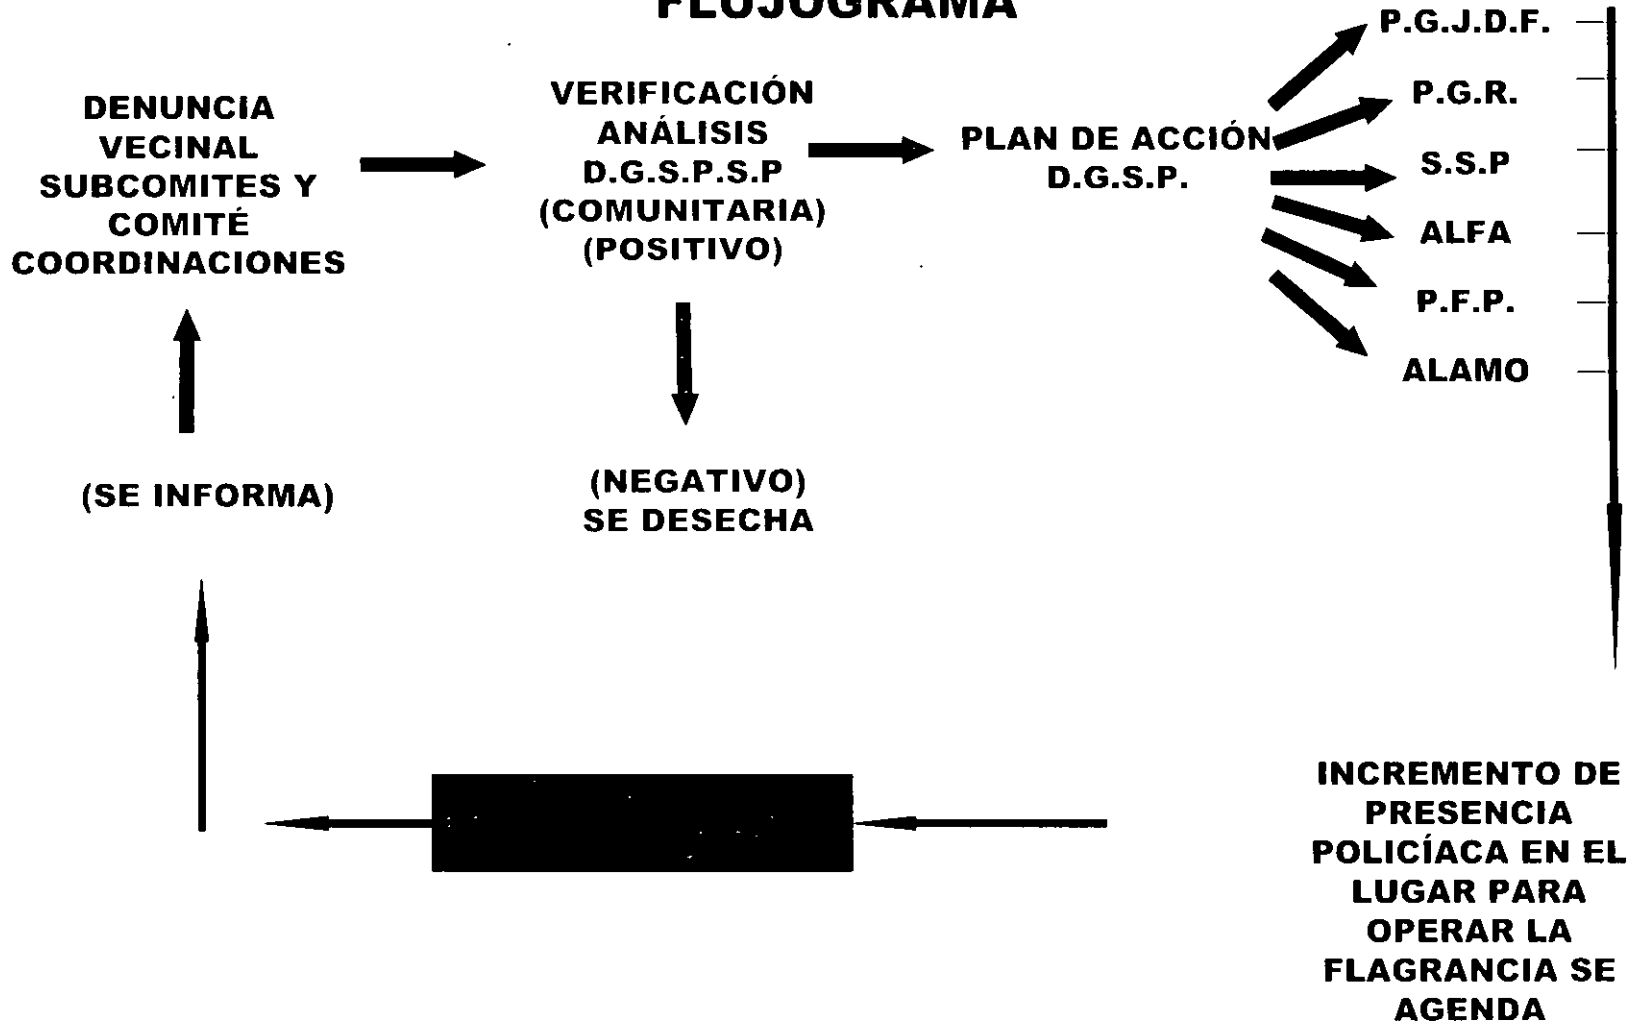 FLUJOGRAMA
DENUNCIA
VECINAL
SUBCOMITES Y
COMITÉ
COORDINACIONES
VERIFICACIÓN
ANÁLISIS
D.G.S.P.S.P
(COMUNITARIA)
(POSITIVO)
PLAN DE ACCIÓN
D.G.S.P.
P.G.J.D.F.
P.G.R.
S.S.P
ALFA
P.F.P.
ALAMO
(SE INFORMA)
(NEGATIVO)
SE DESECHA
INCREMENTO DE
PRESENCIA
POLICÍACA EN EL
LUGAR PARA
OPERAR LA
FLAGRANCIA SE
AGENDA